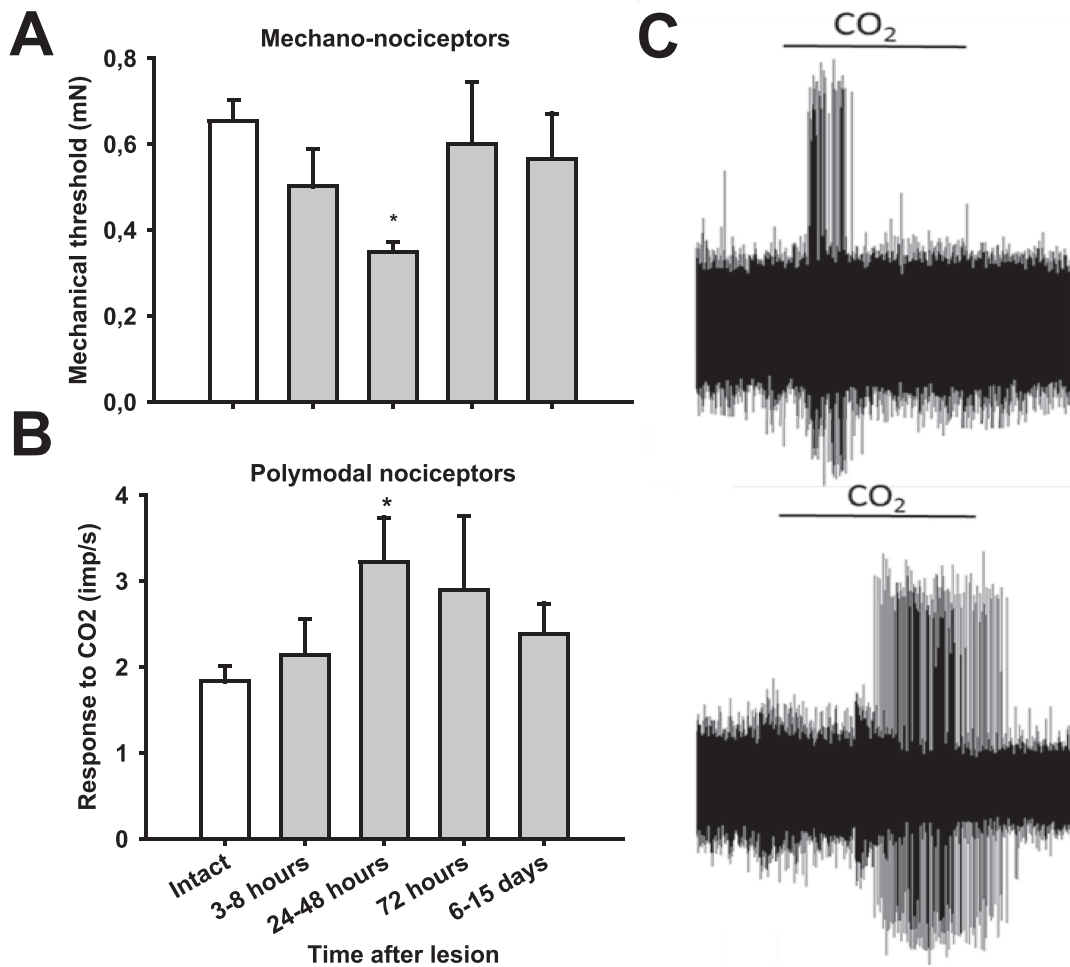 A
Mechano-nociceptors
Mechanical threshold (mN)
0,8
0,6
0,4
0,2
0,0
*
B
Polymodal nociceptors
Response to CO2 (imp/s)
4
3
2
1
0
*
Intact
3-8 hours
24-48 hours
72 hours
6-15 days
Time after lesion
C
CO₂
CO₂